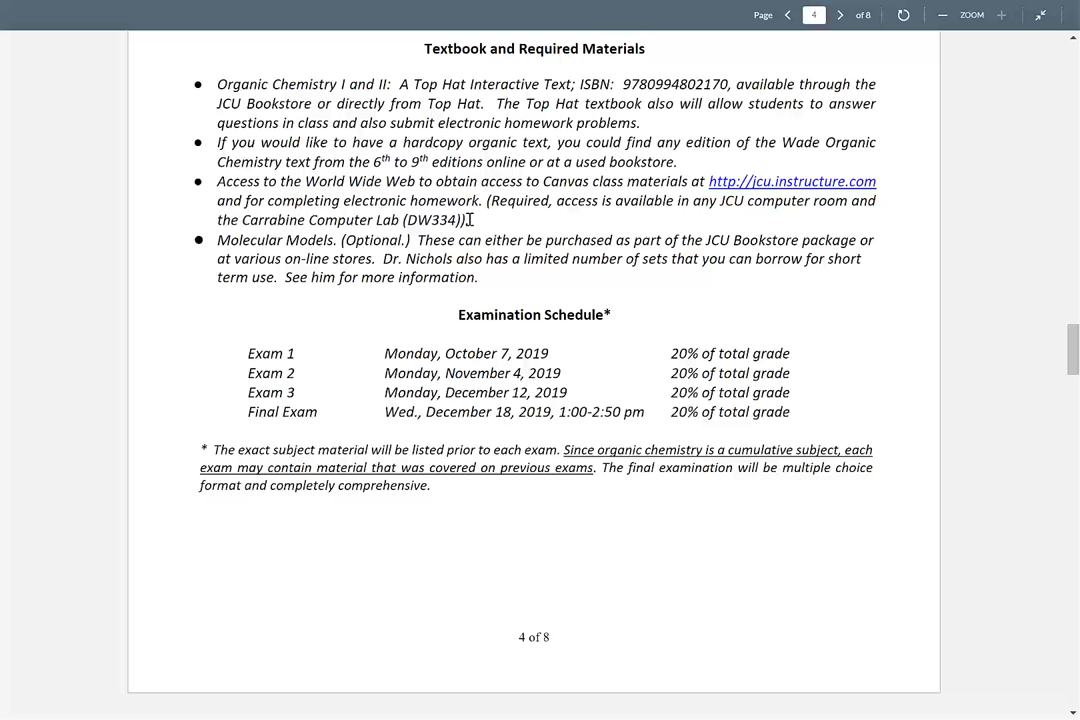 Page 4 of 8 ZOOM
Textbook and Required Materials
● Organic Chemistry I and II: A Top Hat Interactive Text; ISBN: 9780994802170, available through the
JCU Bookstore or directly from Top Hat. The Top Hat textbook also will allow students to answer
questions in class and also submit electronic homework problems.
● If you would like to have a hardcopy organic text, you could find any edition of the Wade Organic
Chemistry text from the 6th to 9th editions online or at a used bookstore.
● Access to the World Wide Web to obtain access to Canvas class materials at http://jcu.instructure.com
and for completing electronic homework. (Required, access is available in any JCU computer room and
the Carrabine Computer Lab (DW334))
● Molecular Models. (Optional.) These can either be purchased as part of the JCU Bookstore package or
at various on-line stores. Dr. Nichols also has a limited number of sets that you can borrow for short
term use. See him for more information.
Examination Schedule*
Exam 1 Monday, October 7, 2019 20% of total grade
Exam 2 Monday, November 4, 2019 20% of total grade
Exam 3 Monday, December 12, 2019 20% of total grade
Final Exam Wed., December 18, 2019, 1:00-2:50 pm 20% of total grade
* The exact subject material will be listed prior to each exam. Since organic chemistry is a cumulative subject, each
exam may contain material that was covered on previous exams. The final examination will be multiple choice
format and completely comprehensive.
4 of 8